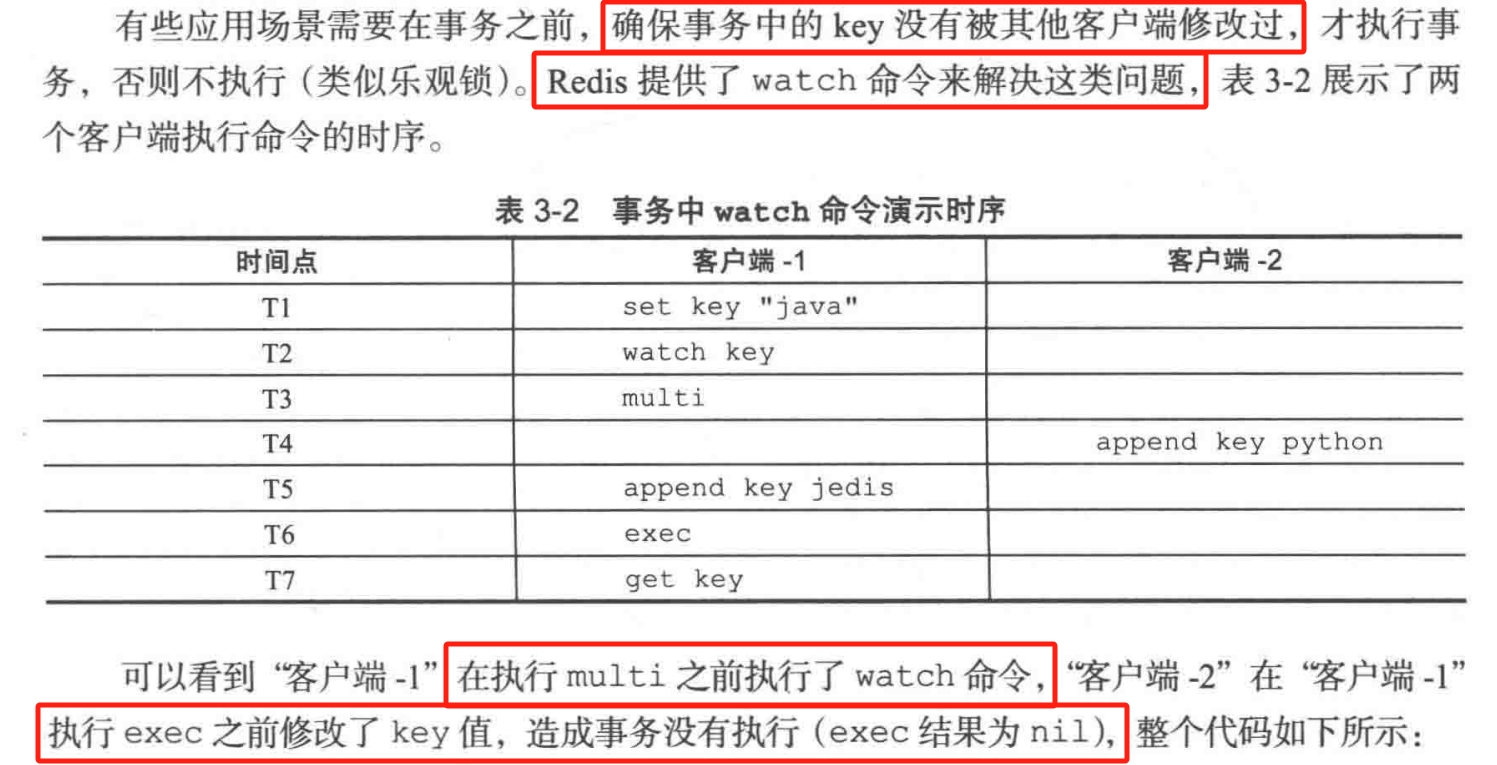 有些应用场景需要在事务之前，确保事务中的 key 没有被其他客户端修改过，才执行事
务，否则不执行（类似乐观锁）。Redis 提供了 watch 命令来解决这类问题，表 3-2 展示了两
个客户端执行命令的时序。
表 3-2 事务中 watch 命令演示时序
时间点 客户端 -1 客户端 -2
T1 set key "java"
T2 watch key
T3 multi
T4 append key python
T5 append key jedis
T6 exec
T7 get key
可以看到“客户端 -1”在执行 multi 之前执行了 watch 命令，“客户端 -2”在“客户端 -1”
执行 exec 之前修改了 key 值，造成事务没有执行（exec 结果为 nil），整个代码如下所示：